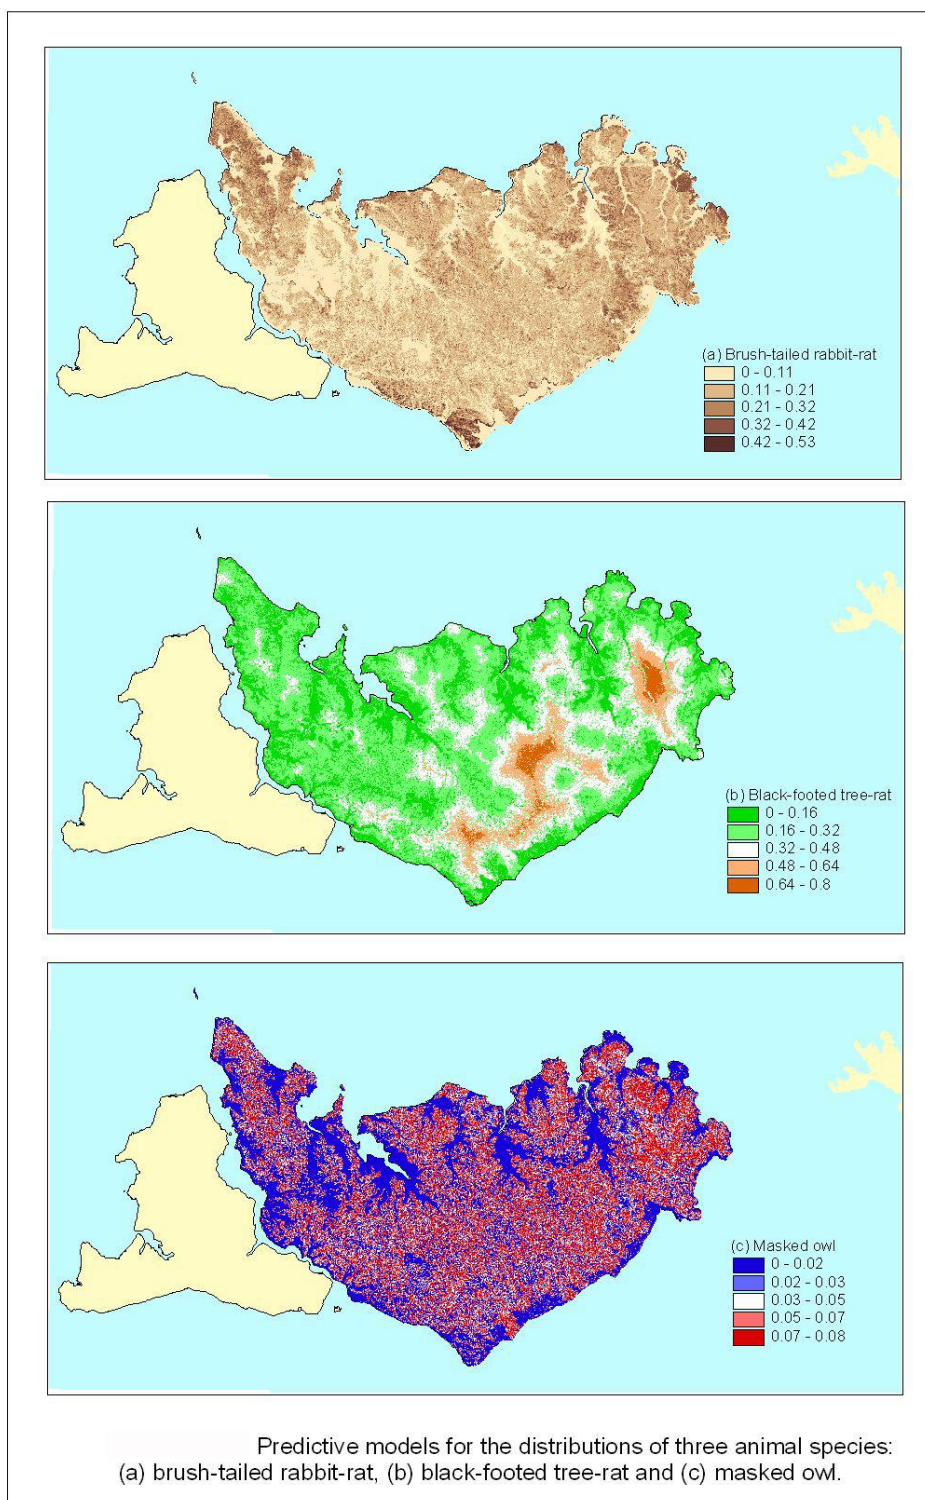 (a) Brush-tailed rabbit-rat
0 - 0.11
0.11 - 0.21
0.21 - 0.32
0.32 - 0.42
0.42 - 0.53
(b) Black-footed tree-rat
0 - 0.16
0.16 - 0.32
0.32 - 0.48
0.48 - 0.64
0.64 - 0.8
(c) Masked owl
0 - 0.02
0.02 - 0.03
0.03 - 0.05
0.05 - 0.07
0.07 - 0.08
Predictive models for the distributions of three animal species:
(a) brush-tailed rabbit-rat, (b) black-footed tree-rat and (c) masked owl.